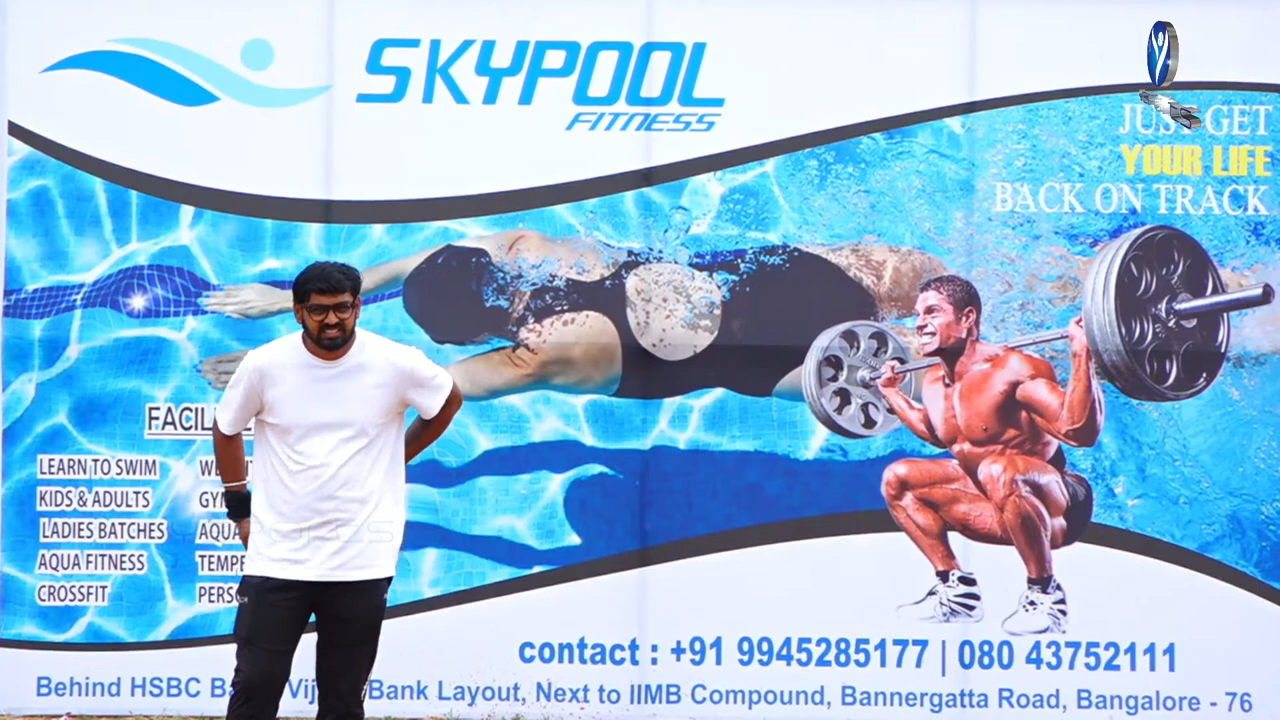 SKYPOOL
FITNESS
JUST GET
YOUR LIFE
BACK ON TRACK
LEARN TO SWIM
KIDS & ADULTS
LADIES BATCHES
AQUA FITNESS
CROSSFIT
AQUA
contact : +91 9945285177 | 080 43752111
Behind HSBC Bank Layout, Next to IIMB Compound, Bannergatta Road, Bangalore - 76